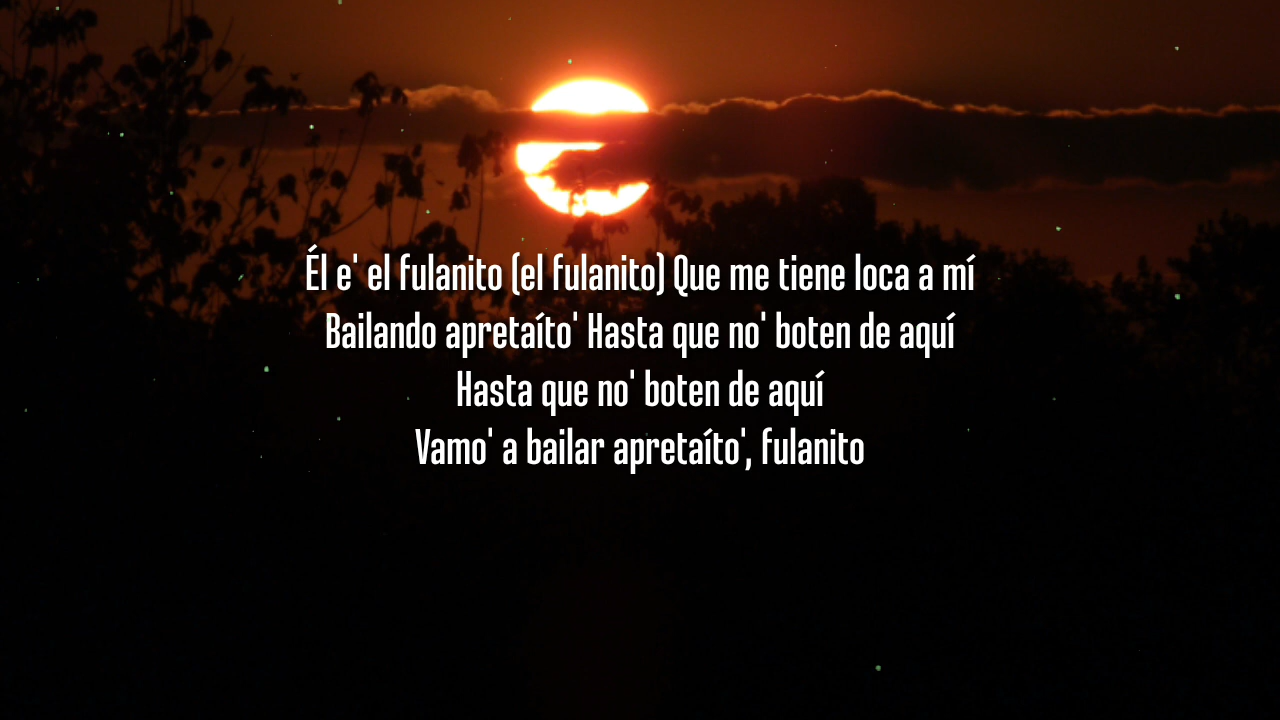 Él e' el fulanito (el fulanito) Que me tiene loca a mí
Bailando apretaíto' Hasta que no' boten de aquí
Hasta que no' boten de aquí
Vamo' a bailar apretaíto', fulanito